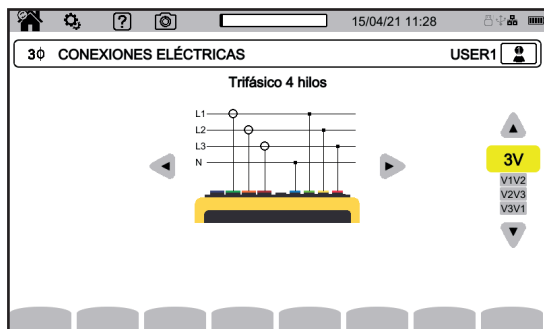 15/04/21 11:28
3ϕ CONEXIONES ELÉCTRICAS USER1
Trifásico 4 hilos
L1
L2
L3
N
3V
V1V2
V2V3
V3V1